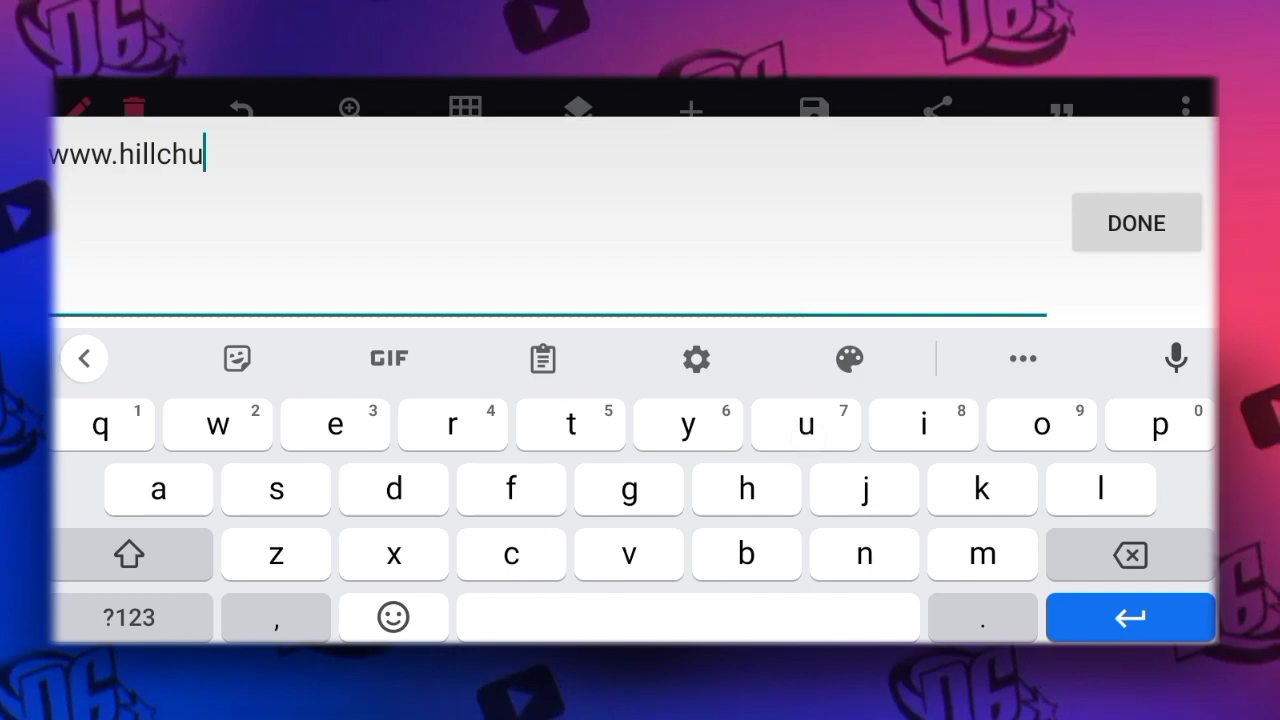 www.hillchu
DONE
GIF
q 1 w 2 e 3 r 4 t 5 y 6 u 7 i 8 o 9 p 0
a s d f g h j k l
z x c v b n m
?123 , .